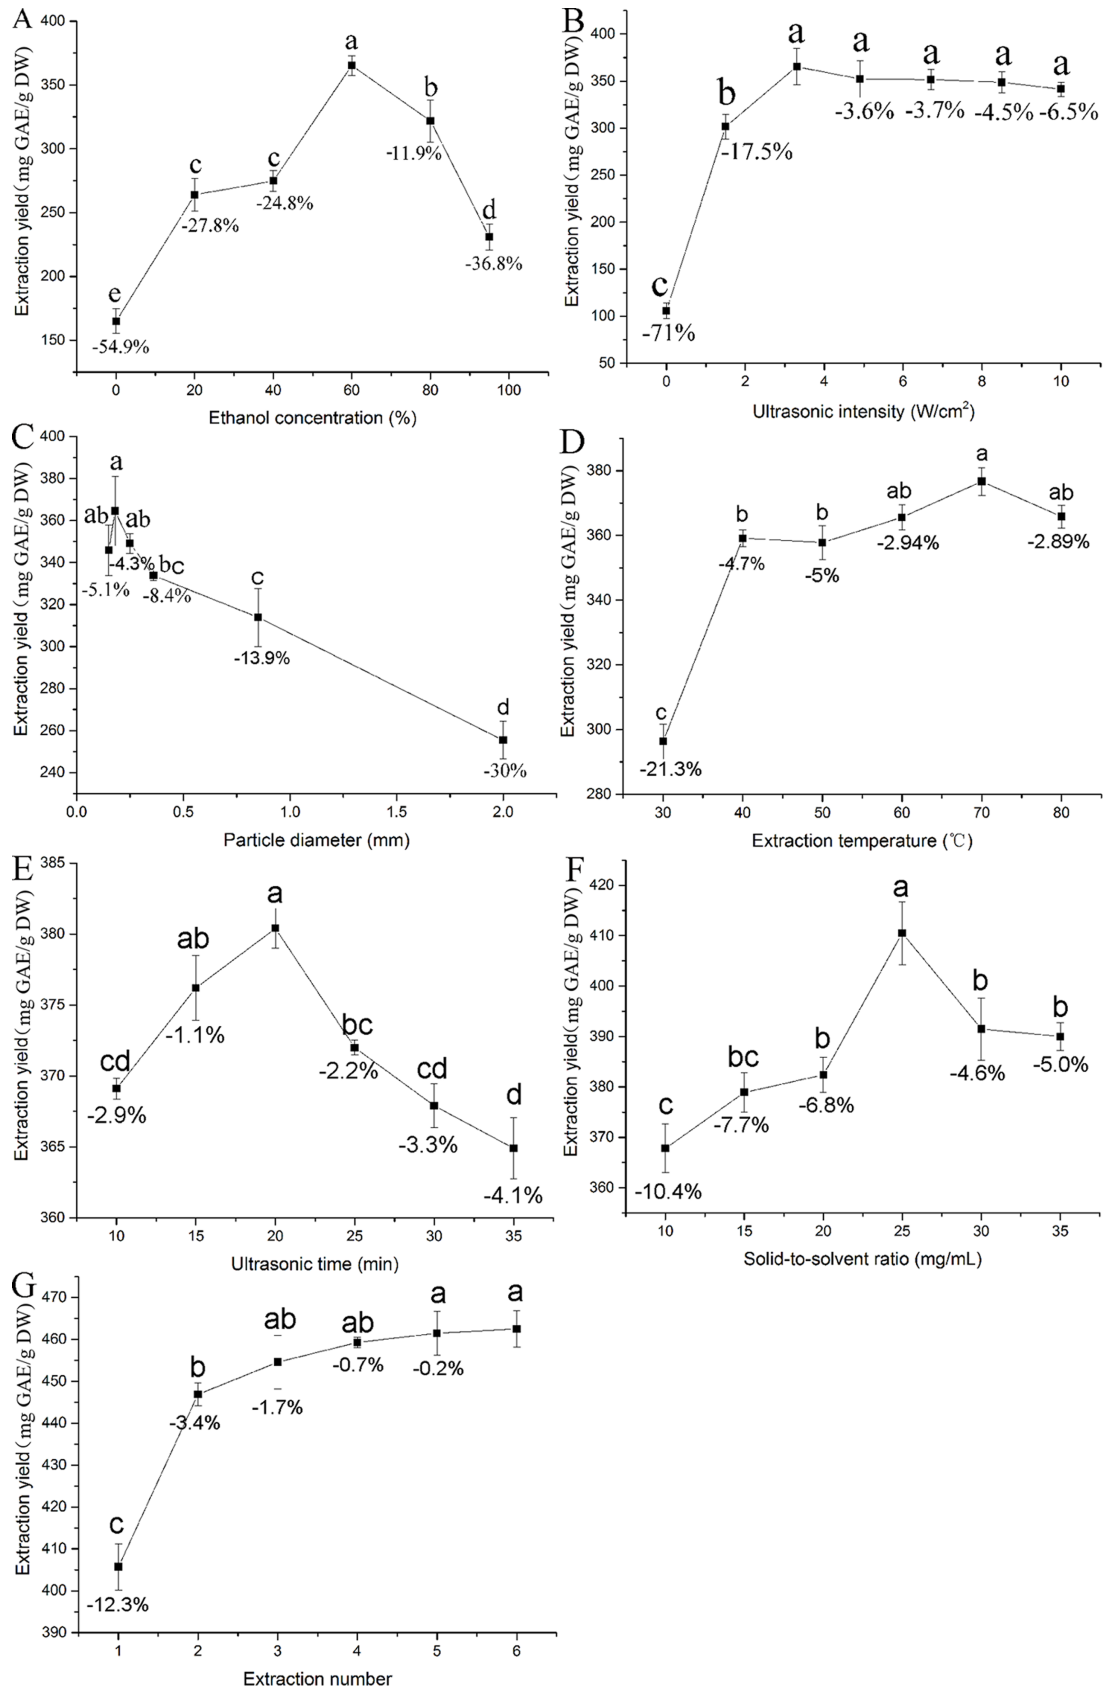 A
400
350
300
250
200
150
Extraction yield(mg GAE/g DW)
e
-54.9%
c
-27.8%
c
-24.8%
a
b
-11.9%
d
-36.8%
0 20 40 60 80 100
Ethanol concentration (%)
B
400
350
300
250
200
150
100
50
Extraction yield(mg GAE/g DW)
c
-71%
b
-17.5%
a
a
-3.6%
a
-3.7%
a
-4.5%
a
-6.5%
0 2 4 6 8 10
Ultrasonic intensity (W/cm²)
C
400
380
360
340
320
300
280
260
240
Extraction yield(mg GAE/g DW)
ab
-5.1%
a
ab
-4.3%
bc
-8.4%
c
-13.9%
d
-30%
0.0 0.5 1.0 1.5 2.0
Particle diameter (mm)
D
380
360
340
320
300
280
Extraction yield(mg GAE/g DW)
c
-21.3%
b
-4.7%
b
-5%
ab
-2.94%
a
ab
-2.89%
30 40 50 60 70 80
Extraction temperature (℃)
E
385
380
375
370
365
360
Extraction yield(mg GAE/g DW)
cd
-2.9%
ab
-1.1%
a
bc
-2.2%
cd
-3.3%
d
-4.1%
10 15 20 25 30 35
Ultrasonic time (min)
F
420
410
400
390
380
370
360
Extraction yield(mg GAE/g DW)
c
-10.4%
bc
-7.7%
b
-6.8%
a
b
-4.6%
b
-5.0%
10 15 20 25 30 35
Solid-to-solvent ratio (mg/mL)
G
470
460
450
440
430
420
410
400
390
Extraction yield(mg GAE/g DW)
c
-12.3%
b
-3.4%
ab
-1.7%
ab
-0.7%
a
-0.2%
a
1 2 3 4 5 6
Extraction number